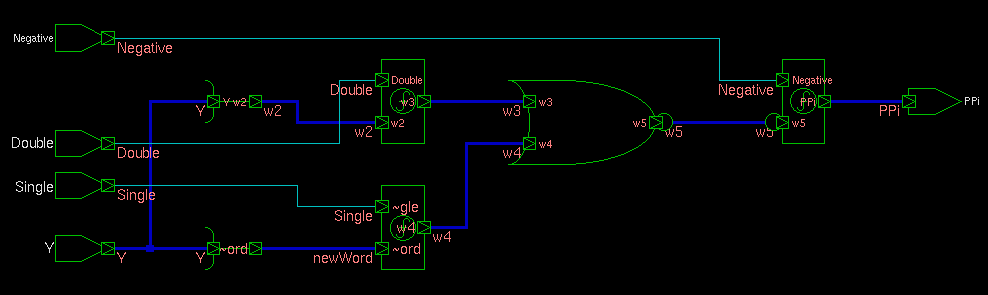 Negative
Negative
Double
Double
Single
Single
Y
Y
Y
Y w2
w2
Double
Double
w3
w2
w2
Y
~ord
newWord
Single
~gle
w4
~ord
w4
w3
w3
w4
w4
w5
w5
Negative
Negative
PPi
w5
w5
PPi
PPi